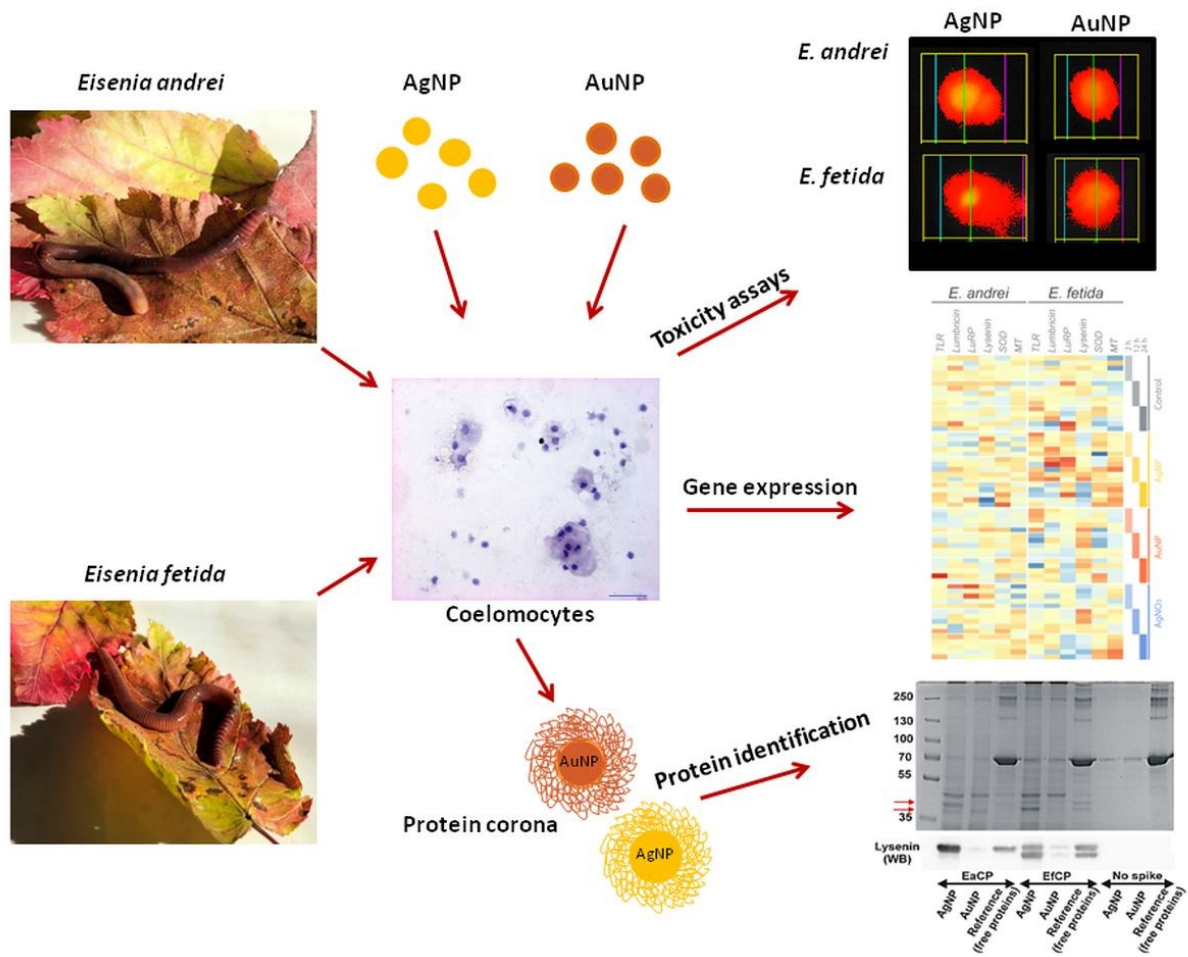 AgNP AuNP
E. andrei
E. fetida
Eisenia andrei
AgNP
AuNP
Toxicity assays
E. andrei E. fetida
TLR Lumbricin LuRP Lysenin SOD MT TLR Lumbricin LuRP Lysenin SOD MT 2 h 12 h 24 h
Control
AgNP
AuNP
AgNO3
Gene expression
Coelomocytes
Eisenia fetida
AuNP
AgNP
Protein corona
Protein identification
250
130
100
70
55
35
Lysenin
(WB)
EaCP EfCP No spike
AgNP
AuNP
Reference
(free proteins)
AgNP
AuNP
Reference
(free proteins)
AgNP
AuNP
Reference
(free proteins)